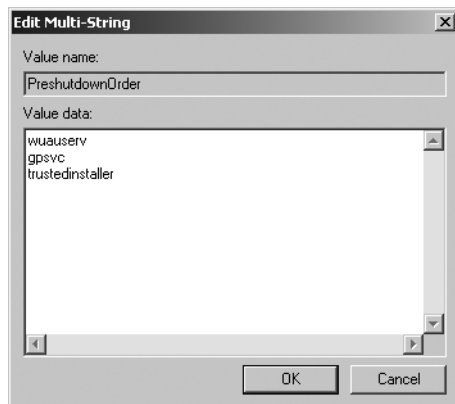 Edit Multi-String
Value name:
PreshutdownOrder
Value data:
wuauserv
gpsvc
trustedinstaller
OK
Cancel